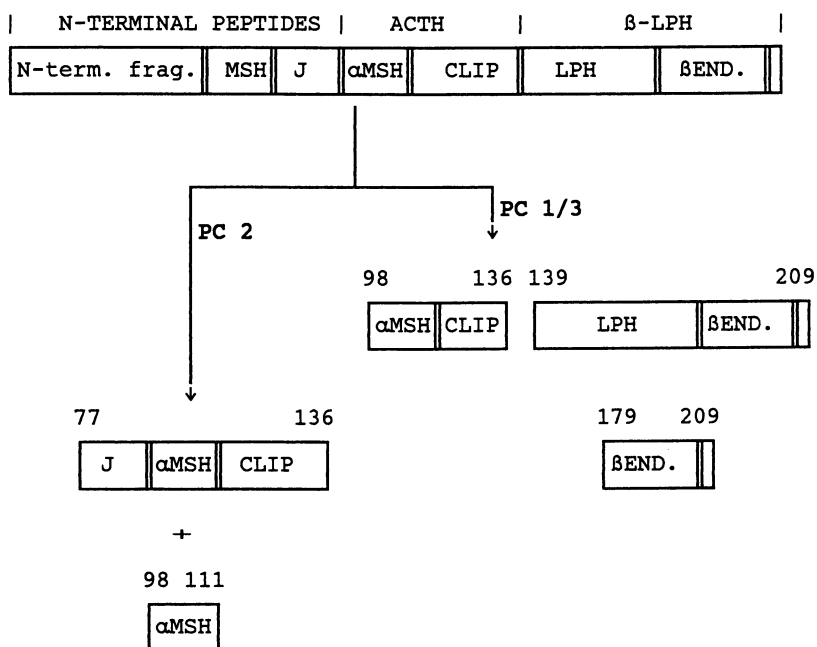 | N-TERMINAL PEPTIDES | ACTH | ß-LPH |
N-term. frag. MSH J αMSH CLIP LPH ßEND.
PC 1/3
PC 2
98 136 139 209
αMSH CLIP LPH ßEND.
77 136 179 209
J αMSH CLIP ßEND.
+
98 111
αMSH